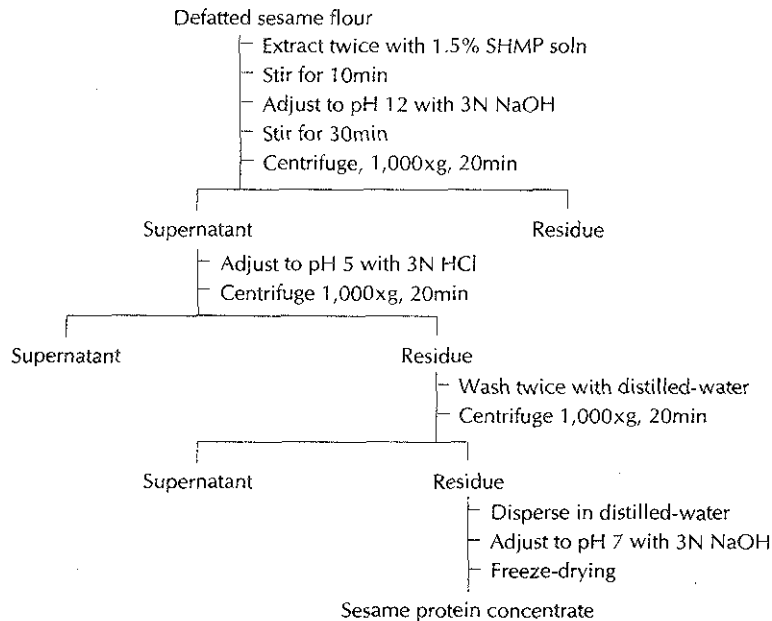 Defatted sesame flour
Extract twice with 1.5% SHMP soln
Stir for 10min
Adjust to pH 12 with 3N NaOH
Stir for 30min
Centrifuge, 1,000xg, 20min
Supernatant
Residue
Adjust to pH 5 with 3N HCl
Centrifuge 1,000xg, 20min
Supernatant
Residue
Wash twice with distilled-water
Centrifuge 1,000xg, 20min
Supernatant
Residue
Disperse in distilled-water
Adjust to pH 7 with 3N NaOH
Freeze-drying
Sesame protein concentrate